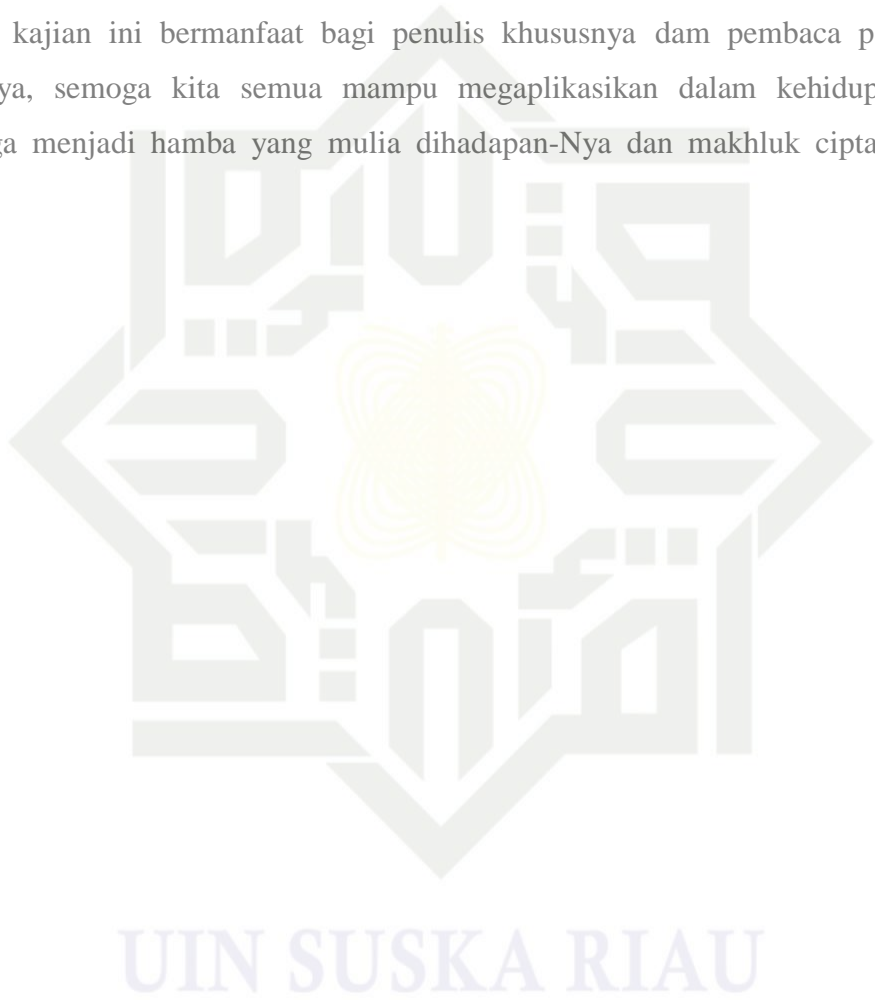 kajian ini bermanfaat bagi penulis khususnya dam pembaca p
ya, semoga kita semua mampu megaplikasikan dalam kehidup
ga menjadi hamba yang mulia dihadapan-Nya dan makhluk cipta
UIN SUSKA RIAU